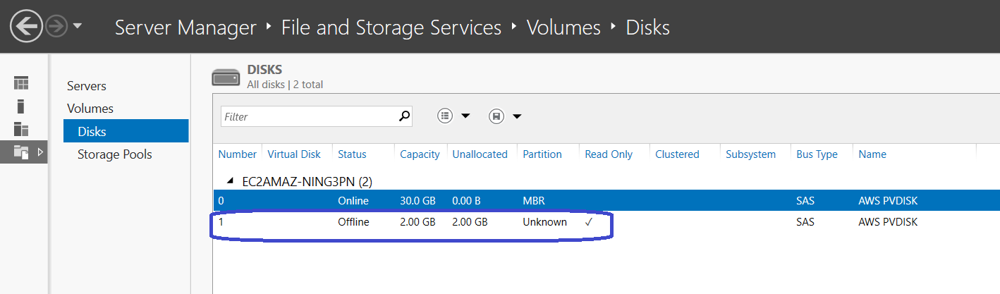 Server Manager ‣ File and Storage Services ‣ Volumes ‣ Disks
Servers
Volumes
Disks
Storage Pools
DISKS
All disks | 2 total
Filter
Number Virtual Disk Status Capacity Unallocated Partition Read Only Clustered Subsystem Bus Type Name
EC2AMAZ-NING3PN (2)
0 Online 30.0 GB 0.00 B MBR SAS AWS PVDISK
1 Offline 2.00 GB 2.00 GB Unknown ✓ SAS AWS PVDISK